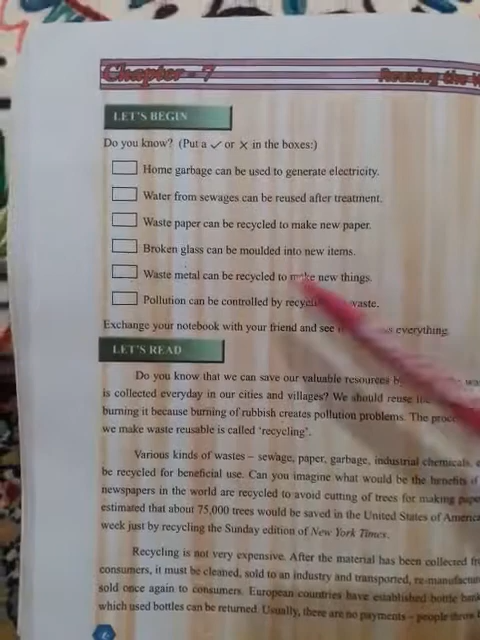 Chapter - 7 Reusing the W
LET'S BEGIN
Do you know? (Put a ✓ or × in the boxes:)
Home garbage can be used to generate electricity.
Water from sewages can be reused after treatment.
Waste paper can be recycled to make new paper.
Broken glass can be moulded into new items.
Waste metal can be recycled to make new things.
Pollution can be controlled by waste.
Exchange your notebook with your friend and see everything.
LET'S READ
Do you know that we can save our valuable resources
is collected everyday in our cities and villages? We should reuse
burning it because burning of rubbish creates pollution problems. The
we make waste reusable is called 'recycling'.
Various kinds of wastes – sewage, paper, garbage, industrial chemicals,
be recycled for beneficial use. Can you imagine what would be the benefits
newspapers in the world are recycled to avoid cutting of trees for making
estimated that about 75,000 trees would be saved in the United States of America
week just by recycling the Sunday edition of New York Times.
Recycling is not very expensive. After the material has been collected
consumers, it must be cleaned, sold to an industry and transported,
sold once again to consumers. European countries have established bottle
which used bottles can be returned. Usually, there are no payments – people